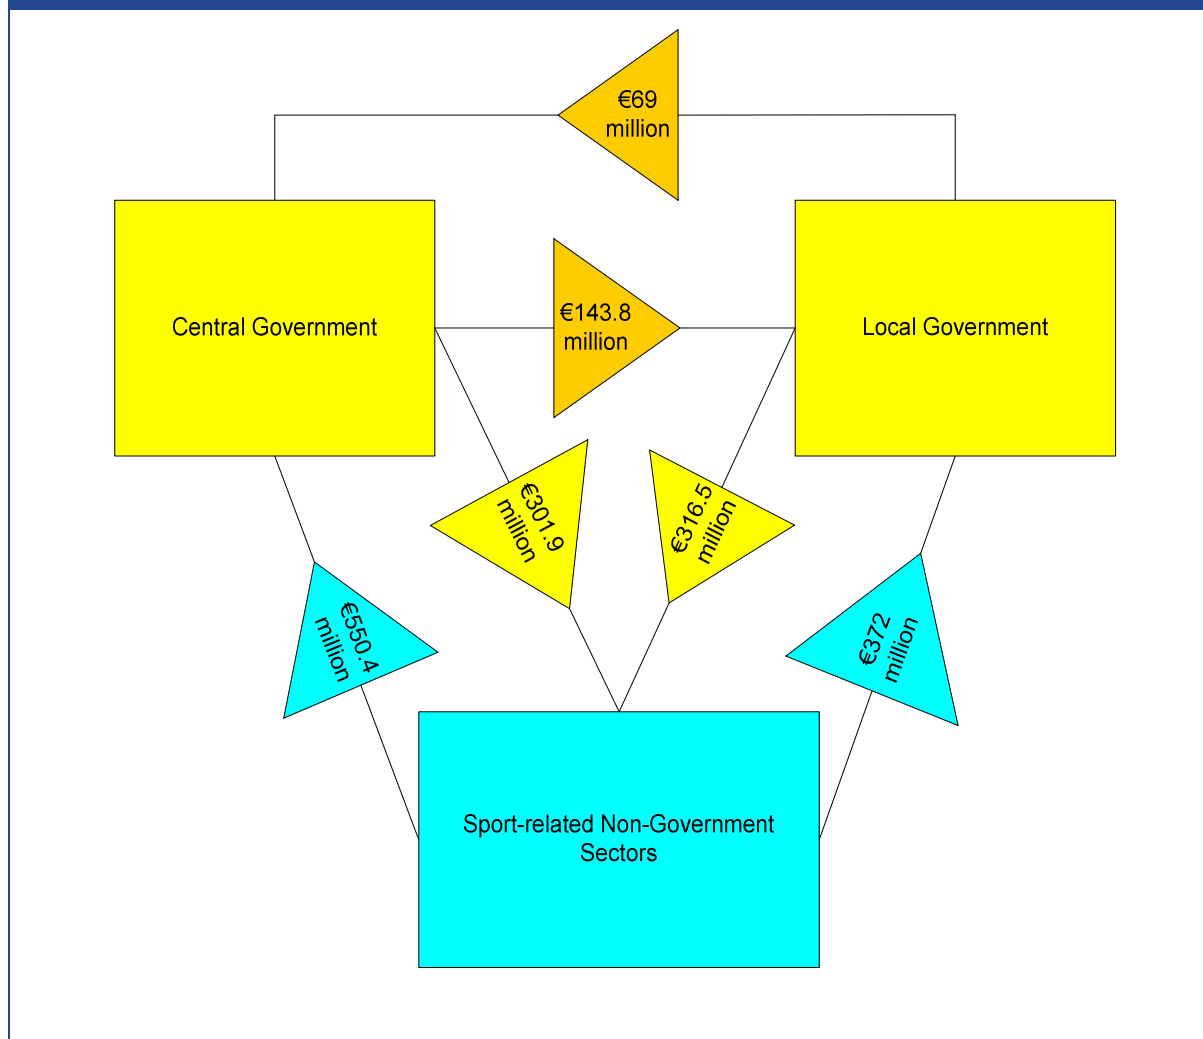 €69
million
Central Government
€143.8
million
Local Government
€301.9
million
€316.5
million
€550.4
million
€372
million
Sport-related Non-Government
Sectors